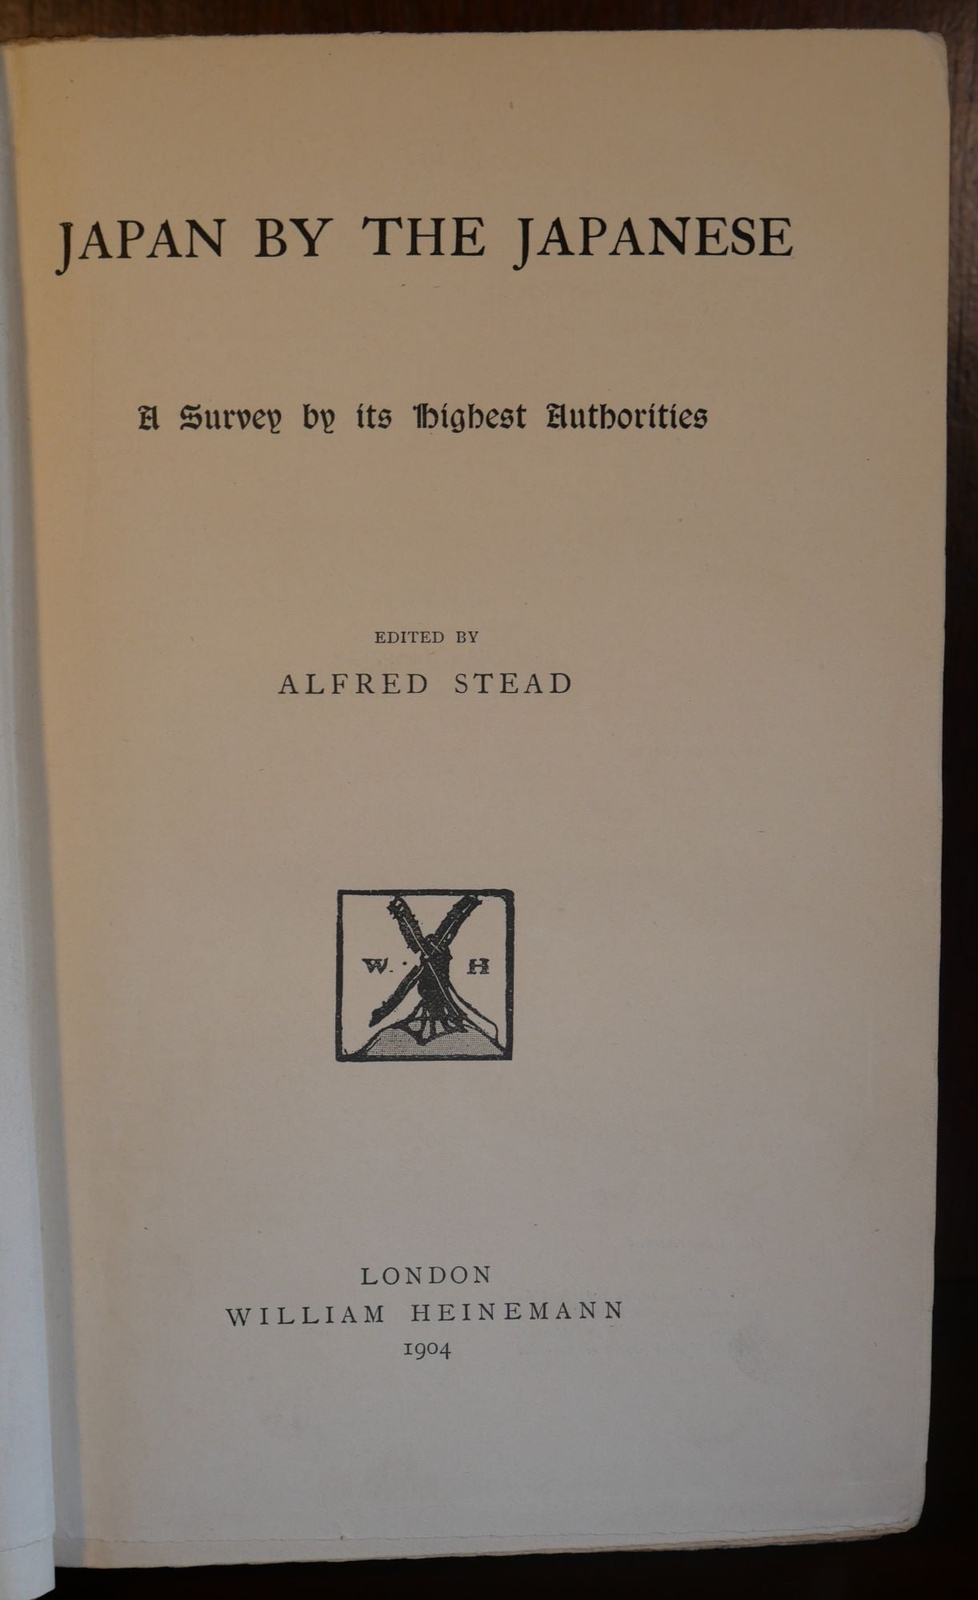 JAPAN BY THE JAPANESE
A Survey by its Highest Authorities
EDITED BY
ALFRED STEAD
W. H
LONDON
WILLIAM HEINEMANN
1904